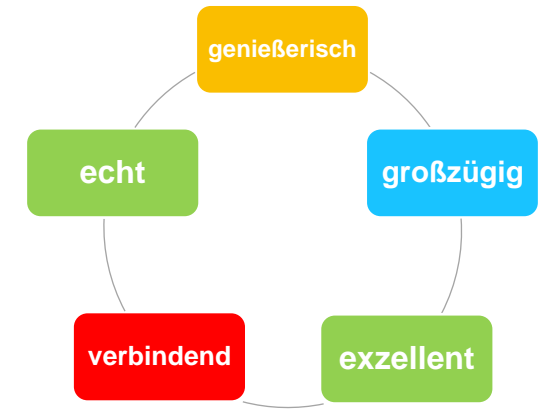 genießerisch
großzügig
exzellent
verbindend
echt